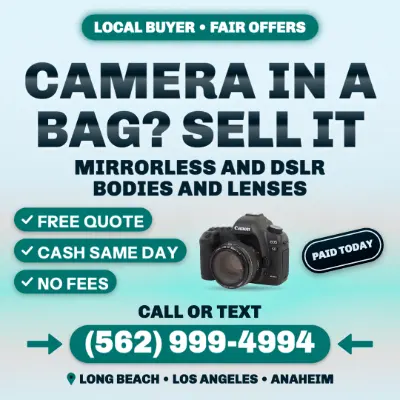 LOCAL BUYER • FAIR OFFERS
CAMERA IN A
BAG? SELL IT
MIRRORLESS AND DSLR
BODIES AND LENSES
✓ FREE QUOTE
✓ CASH SAME DAY
✓ NO FEES
Canon
PAID TODAY
CALL OR TEXT
(562) 999-4994
LONG BEACH • LOS ANGELES • ANAHEIM